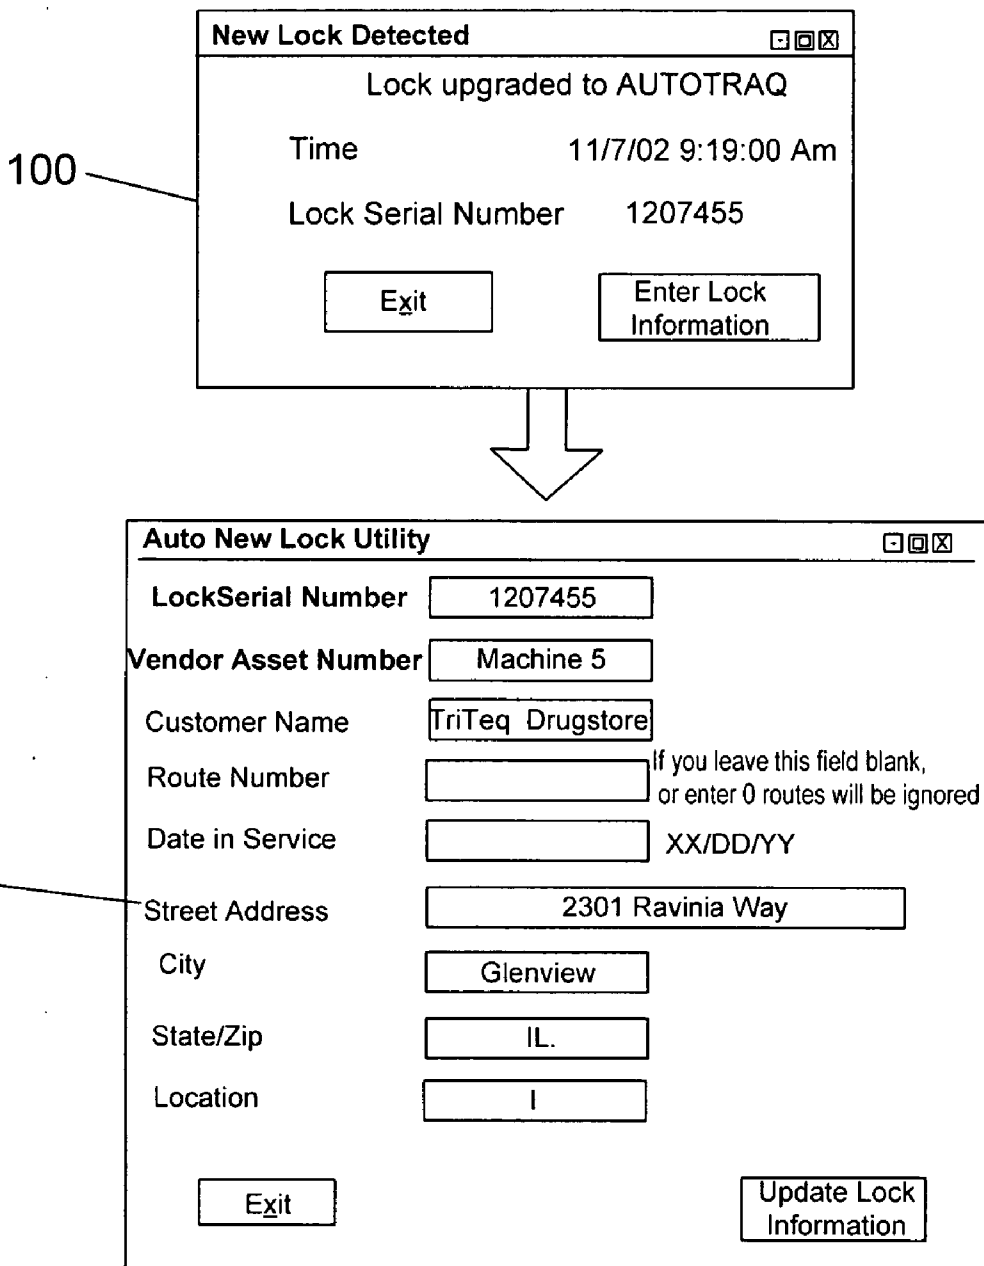 New Lock Detected
Lock upgraded to AUTOTRAQ
100
Time 11/7/02 9:19:00 Am
Lock Serial Number 1207455
Exit
Enter Lock
Information
Auto New Lock Utility
LockSerial Number 1207455
Vendor Asset Number Machine 5
Customer Name TriTeq Drugstore
Route Number
If you leave this field blank,
or enter 0 routes will be ignored
Date in Service XX/DD/YY
Street Address 2301 Ravinia Way
City Glenview
State/Zip IL.
Location I
Exit
Update Lock
Information